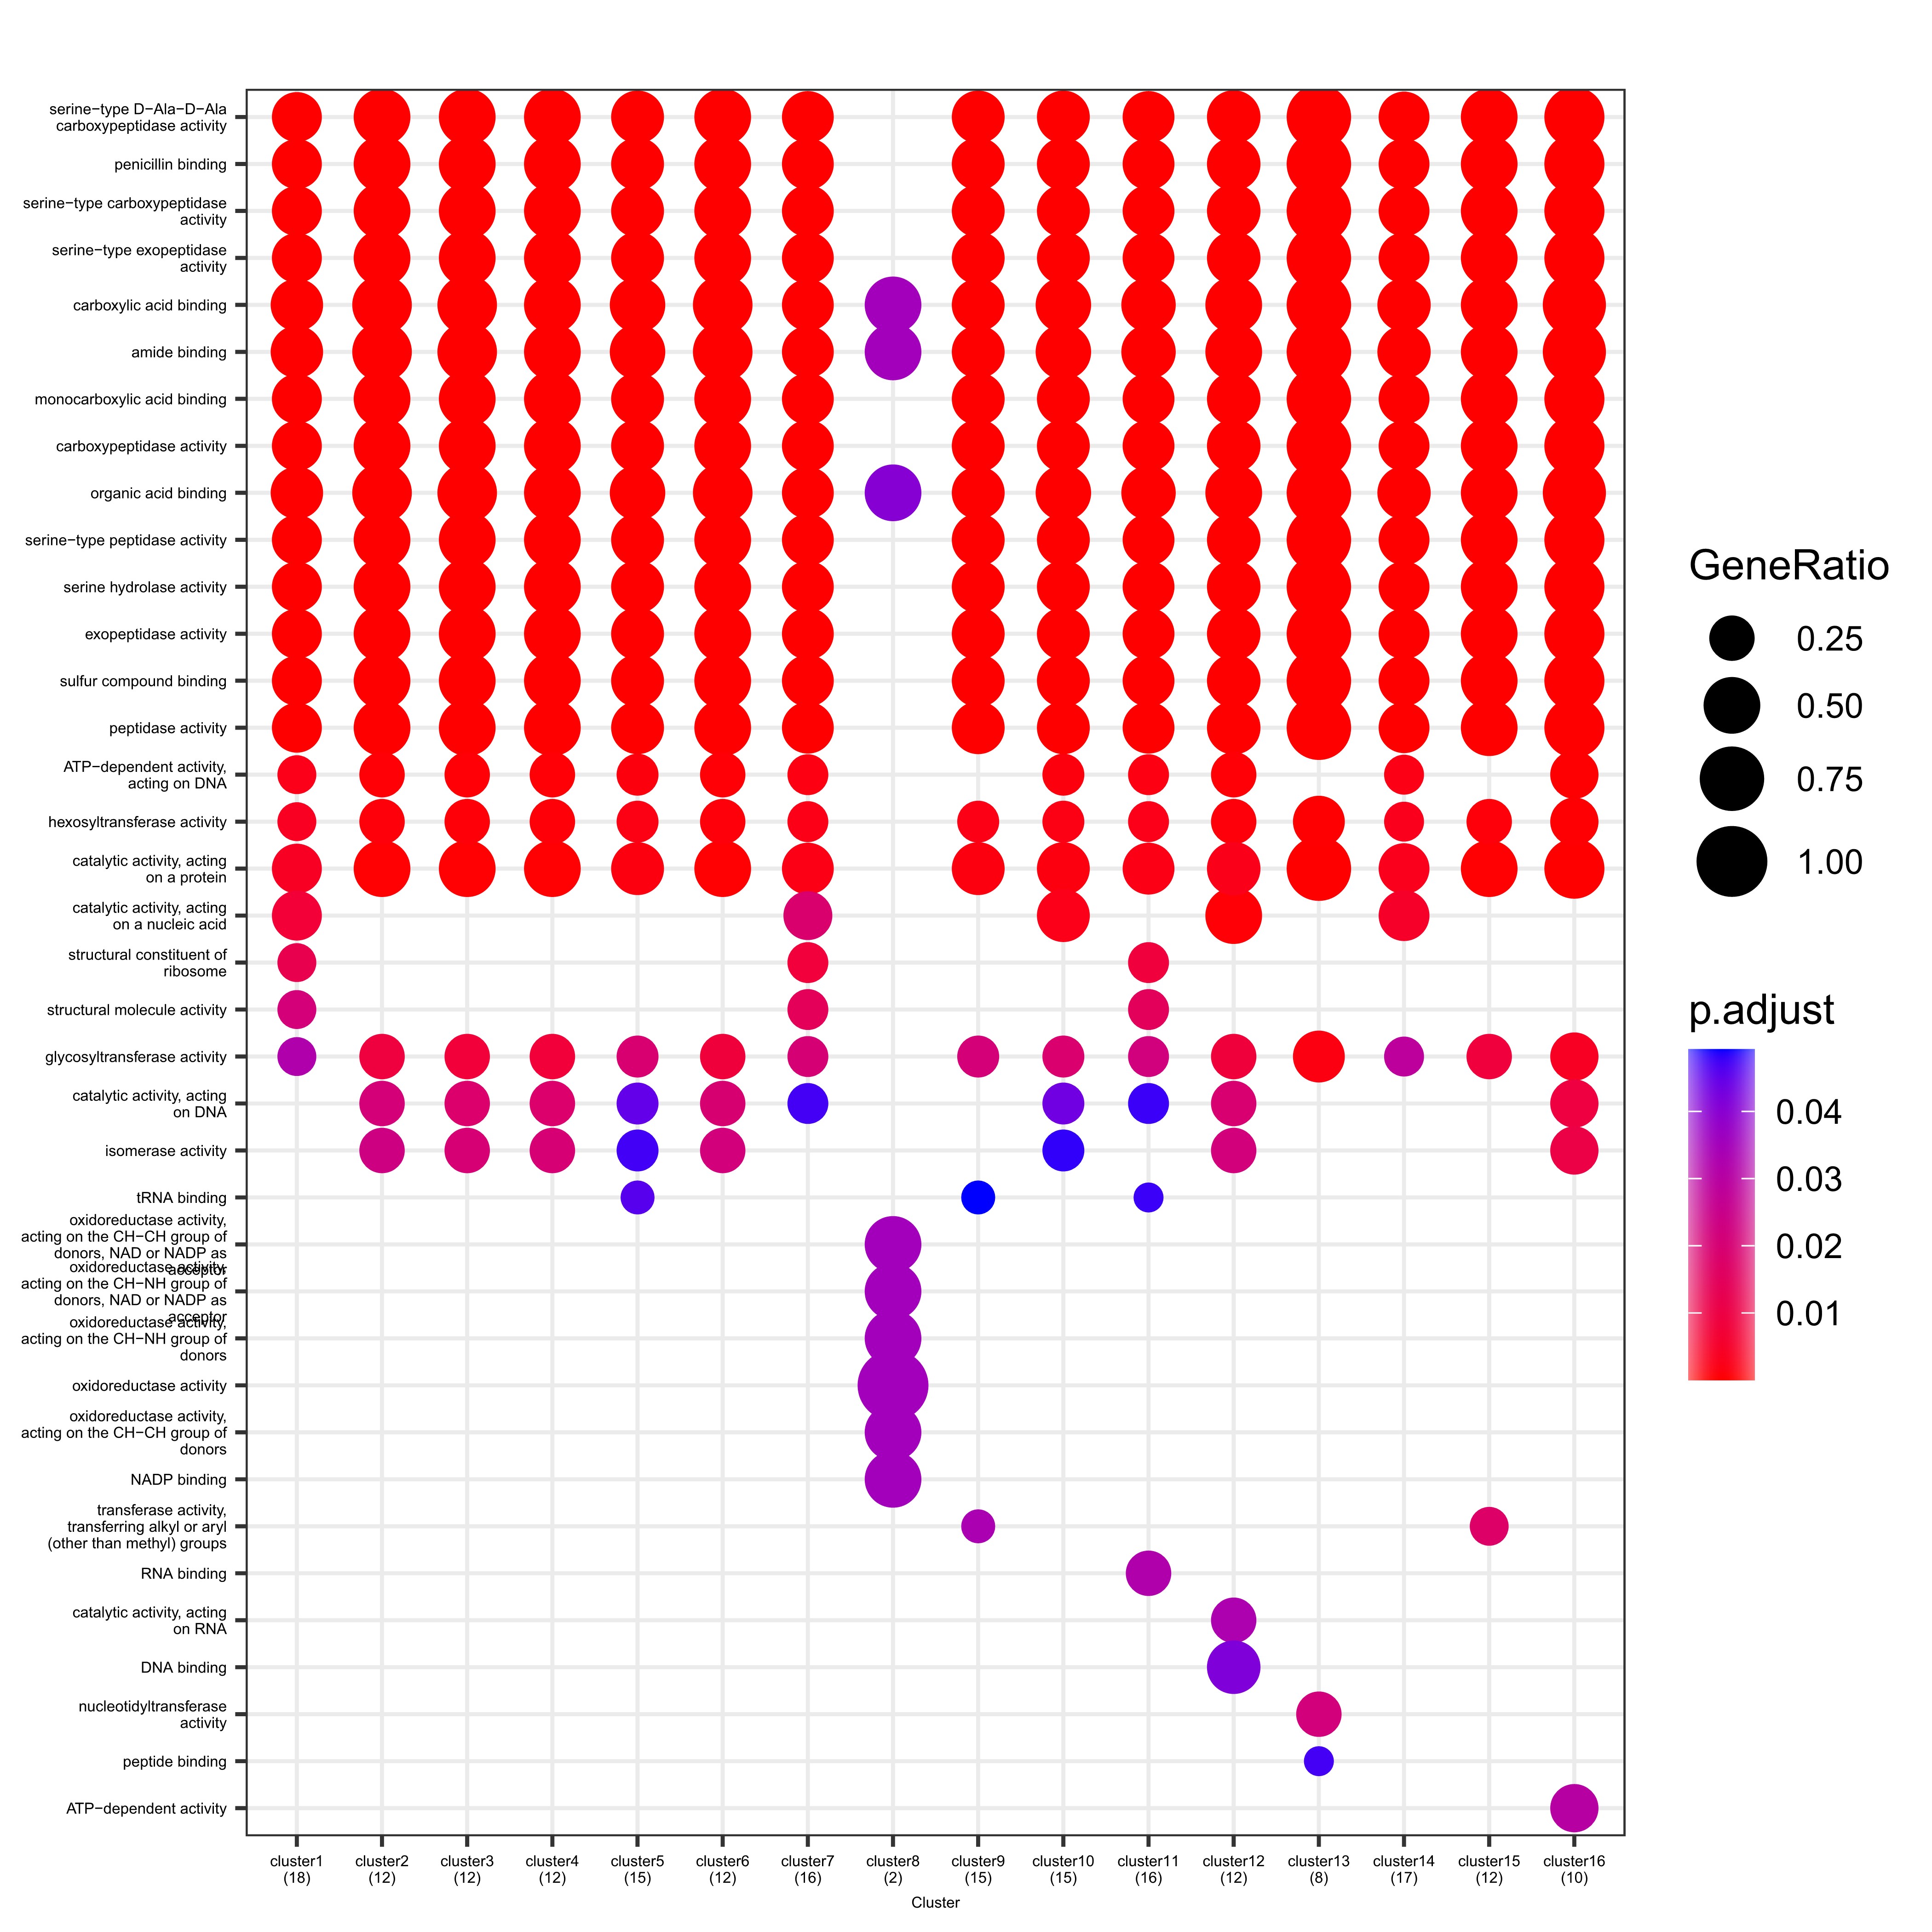 serine−type D−Ala−D−Ala
carboxypeptidase activity
penicillin binding
serine−type carboxypeptidase
activity
serine−type exopeptidase
activity
carboxylic acid binding
amide binding
monocarboxylic acid binding
carboxypeptidase activity
organic acid binding
serine−type peptidase activity
serine hydrolase activity
exopeptidase activity
sulfur compound binding
peptidase activity
ATP−dependent activity,
acting on DNA
hexosyltransferase activity
catalytic activity, acting
on a protein
catalytic activity, acting
on a nucleic acid
structural constituent of
ribosome
structural molecule activity
glycosyltransferase activity
catalytic activity, acting
on DNA
isomerase activity
tRNA binding
oxidoreductase activity,
acting on the CH−CH group of
donors, NAD or NADP as
acceptor
oxidoreductase activity,
acting on the CH−NH group of
donors, NAD or NADP as
acceptor
oxidoreductase activity,
acting on the CH−NH group of
donors
oxidoreductase activity
oxidoreductase activity,
acting on the CH−CH group of
donors
NADP binding
transferase activity,
transferring alkyl or aryl
(other than methyl) groups
RNA binding
catalytic activity, acting
on RNA
DNA binding
nucleotidyltransferase
activity
peptide binding
ATP−dependent activity
cluster1 cluster2 cluster3 cluster4 cluster5 cluster6 cluster7 cluster8 cluster9 cluster10 cluster11 cluster12 cluster13 cluster14 cluster15 cluster16
(18) (12) (12) (12) (15) (12) (16) (2) (15) (15) (16) (12) (8) (17) (12) (10)
Cluster
GeneRatio
0.25
0.50
0.75
1.00
p.adjust
0.04
0.03
0.02
0.01